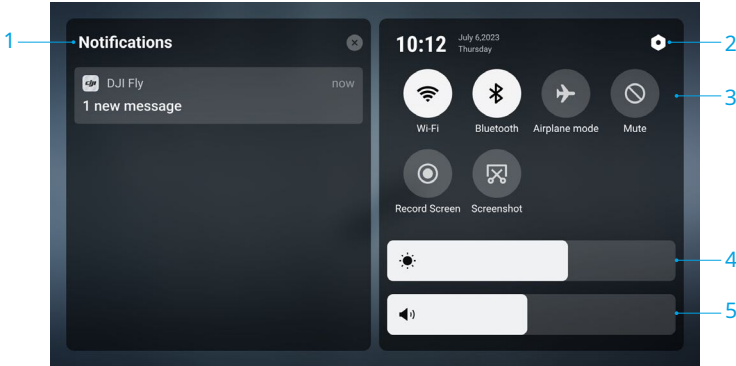 1
Notifications
dji
DJI Fly
now
1 new message
10:12
July 6,2023
Thursday
2
Wi-Fi
Bluetooth
Airplane mode
Mute
3
Record Screen
Screenshot
4
5